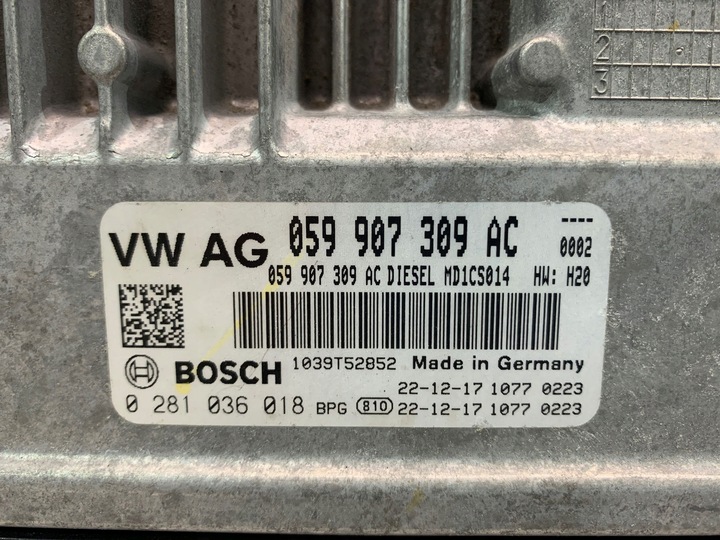 1
2
3
VW AG 059 907 309 AC ----
0002
059 907 309 AC DIESEL MD1CS014 HW: H20
BOSCH 1039T52852 Made in Germany
22-12-17 1077 0223
0 281 036 018 BPG 810 22-12-17 1077 0223